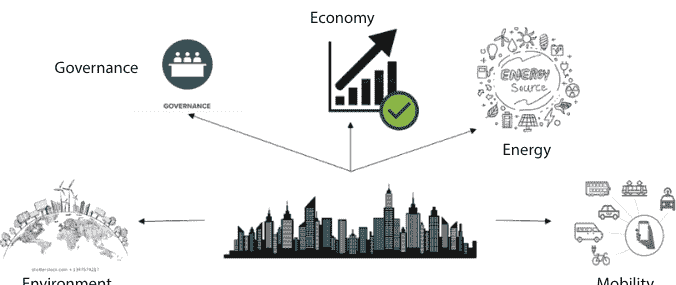 Economy
Governance
GOVERNANCE
ENERGY
Source
Energy
Environment
Mobility